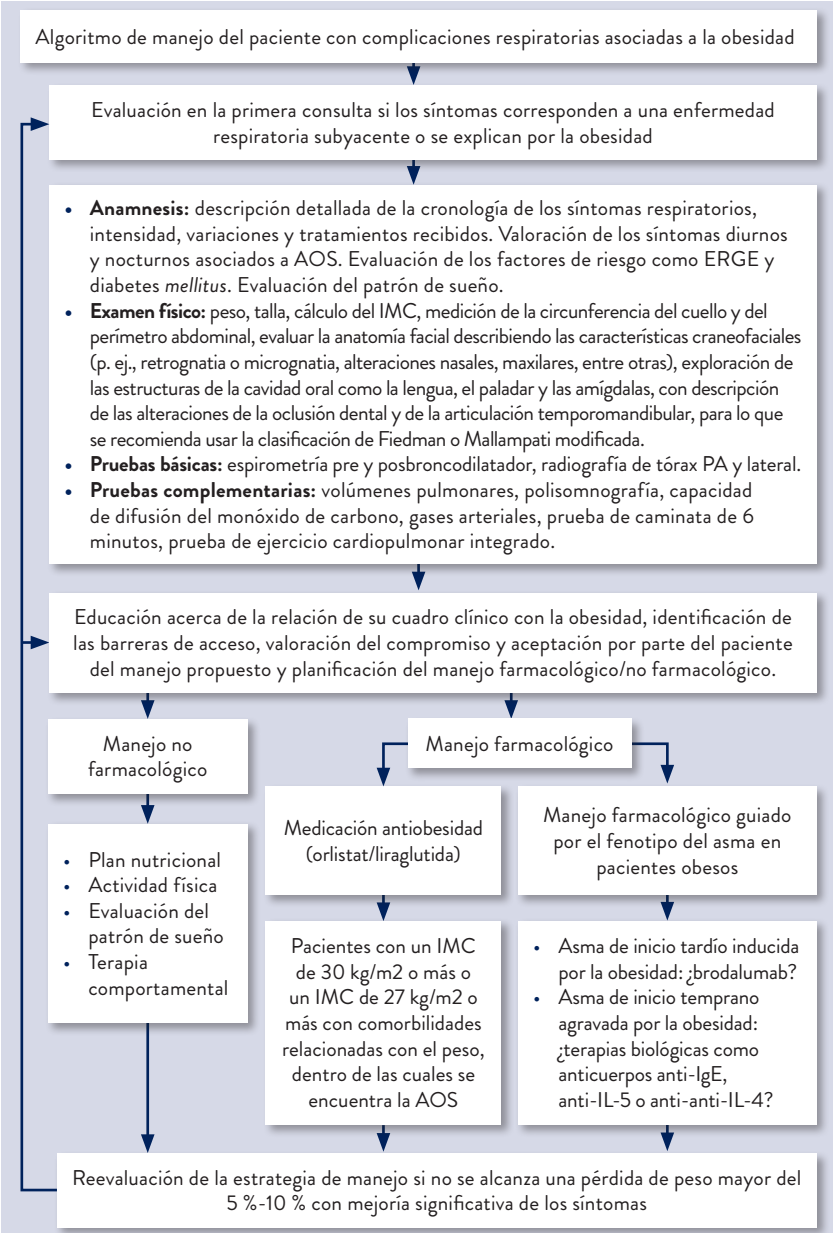 Algoritmo de manejo del paciente con complicaciones respiratorias asociadas a la obesidad
Evaluación en la primera consulta si los síntomas corresponden a una enfermedad
respiratoria subyacente o se explican por la obesidad
• Anamnesis: descripción detallada de la cronología de los síntomas respiratorios,
intensidad, variaciones y tratamientos recibidos. Valoración de los síntomas diurnos
y nocturnos asociados a AOS. Evaluación de los factores de riesgo como ERGE y
diabetes mellitus. Evaluación del patrón de sueño.
• Examen físico: peso, talla, cálculo del IMC, medición de la circunferencia del cuello y del
perímetro abdominal, evaluar la anatomía facial describiendo las características craneofaciales
(p. ej., retrognatia o micrognatia, alteraciones nasales, maxilares, entre otras), exploración de
las estructuras de la cavidad oral como la lengua, el paladar y las amígdalas, con descripción
de las alteraciones de la oclusión dental y de la articulación temporomandibular, para lo que
se recomienda usar la clasificación de Fiedman o Mallampati modificada.
• Pruebas básicas: espirometría pre y posbroncodilatador, radiografía de tórax PA y lateral.
• Pruebas complementarias: volúmenes pulmonares, polisomnografía, capacidad
de difusión del monóxido de carbono, gases arteriales, prueba de caminata de 6
minutos, prueba de ejercicio cardiopulmonar integrado.
Educación acerca de la relación de su cuadro clínico con la obesidad, identificación de
las barreras de acceso, valoración del compromiso y aceptación por parte del paciente
del manejo propuesto y planificación del manejo farmacológico/no farmacológico.
Manejo no
farmacológico
• Plan nutricional
• Actividad física
• Evaluación del
patrón de sueño
• Terapia
comportamental
Manejo farmacológico
Medicación antiobesidad
(orlistat/liraglutida)
Pacientes con un IMC
de 30 kg/m2 o más o
un IMC de 27 kg/m2 o
más con comorbilidades
relacionadas con el peso,
dentro de las cuales se
encuentra la AOS
Manejo farmacológico guiado
por el fenotipo del asma en
pacientes obesos
• Asma de inicio tardío inducida
por la obesidad: ¿brodalumab?
• Asma de inicio temprano
agravada por la obesidad:
¿terapias biológicas como
anticuerpos anti-IgE,
anti-IL-5 o anti-anti-IL-4?
Reevaluación de la estrategia de manejo si no se alcanza una pérdida de peso mayor del
5 %-10 % con mejoría significativa de los síntomas